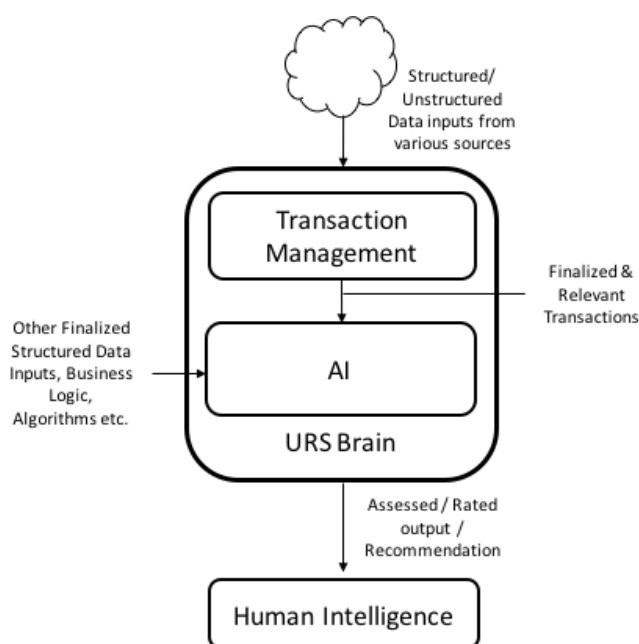 Structured/
Unstructured
Data inputs from
various sources
Transaction
Management
Finalized &
Relevant
Transactions
Other Finalized
Structured Data
Inputs, Business
Logic,
Algorithms etc.
AI
URS Brain
Assessed / Rated
output /
Recommendation
Human Intelligence